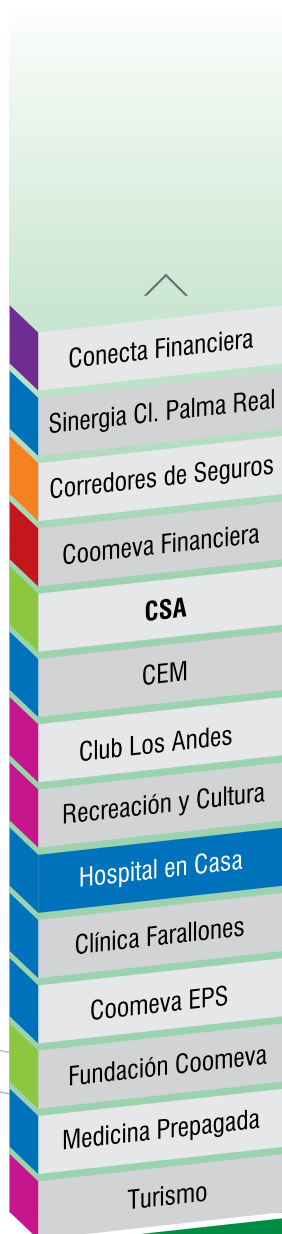 Conecta Financiera
Sinergia Cl. Palma Real
Corredores de Seguros
Coomeva Financiera
CSA
CEM
Club Los Andes
Recreación y Cultura
Hospital en Casa
Clínica Farallones
Coomeva EPS
Fundación Coomeva
Medicina Prepagada
Turismo